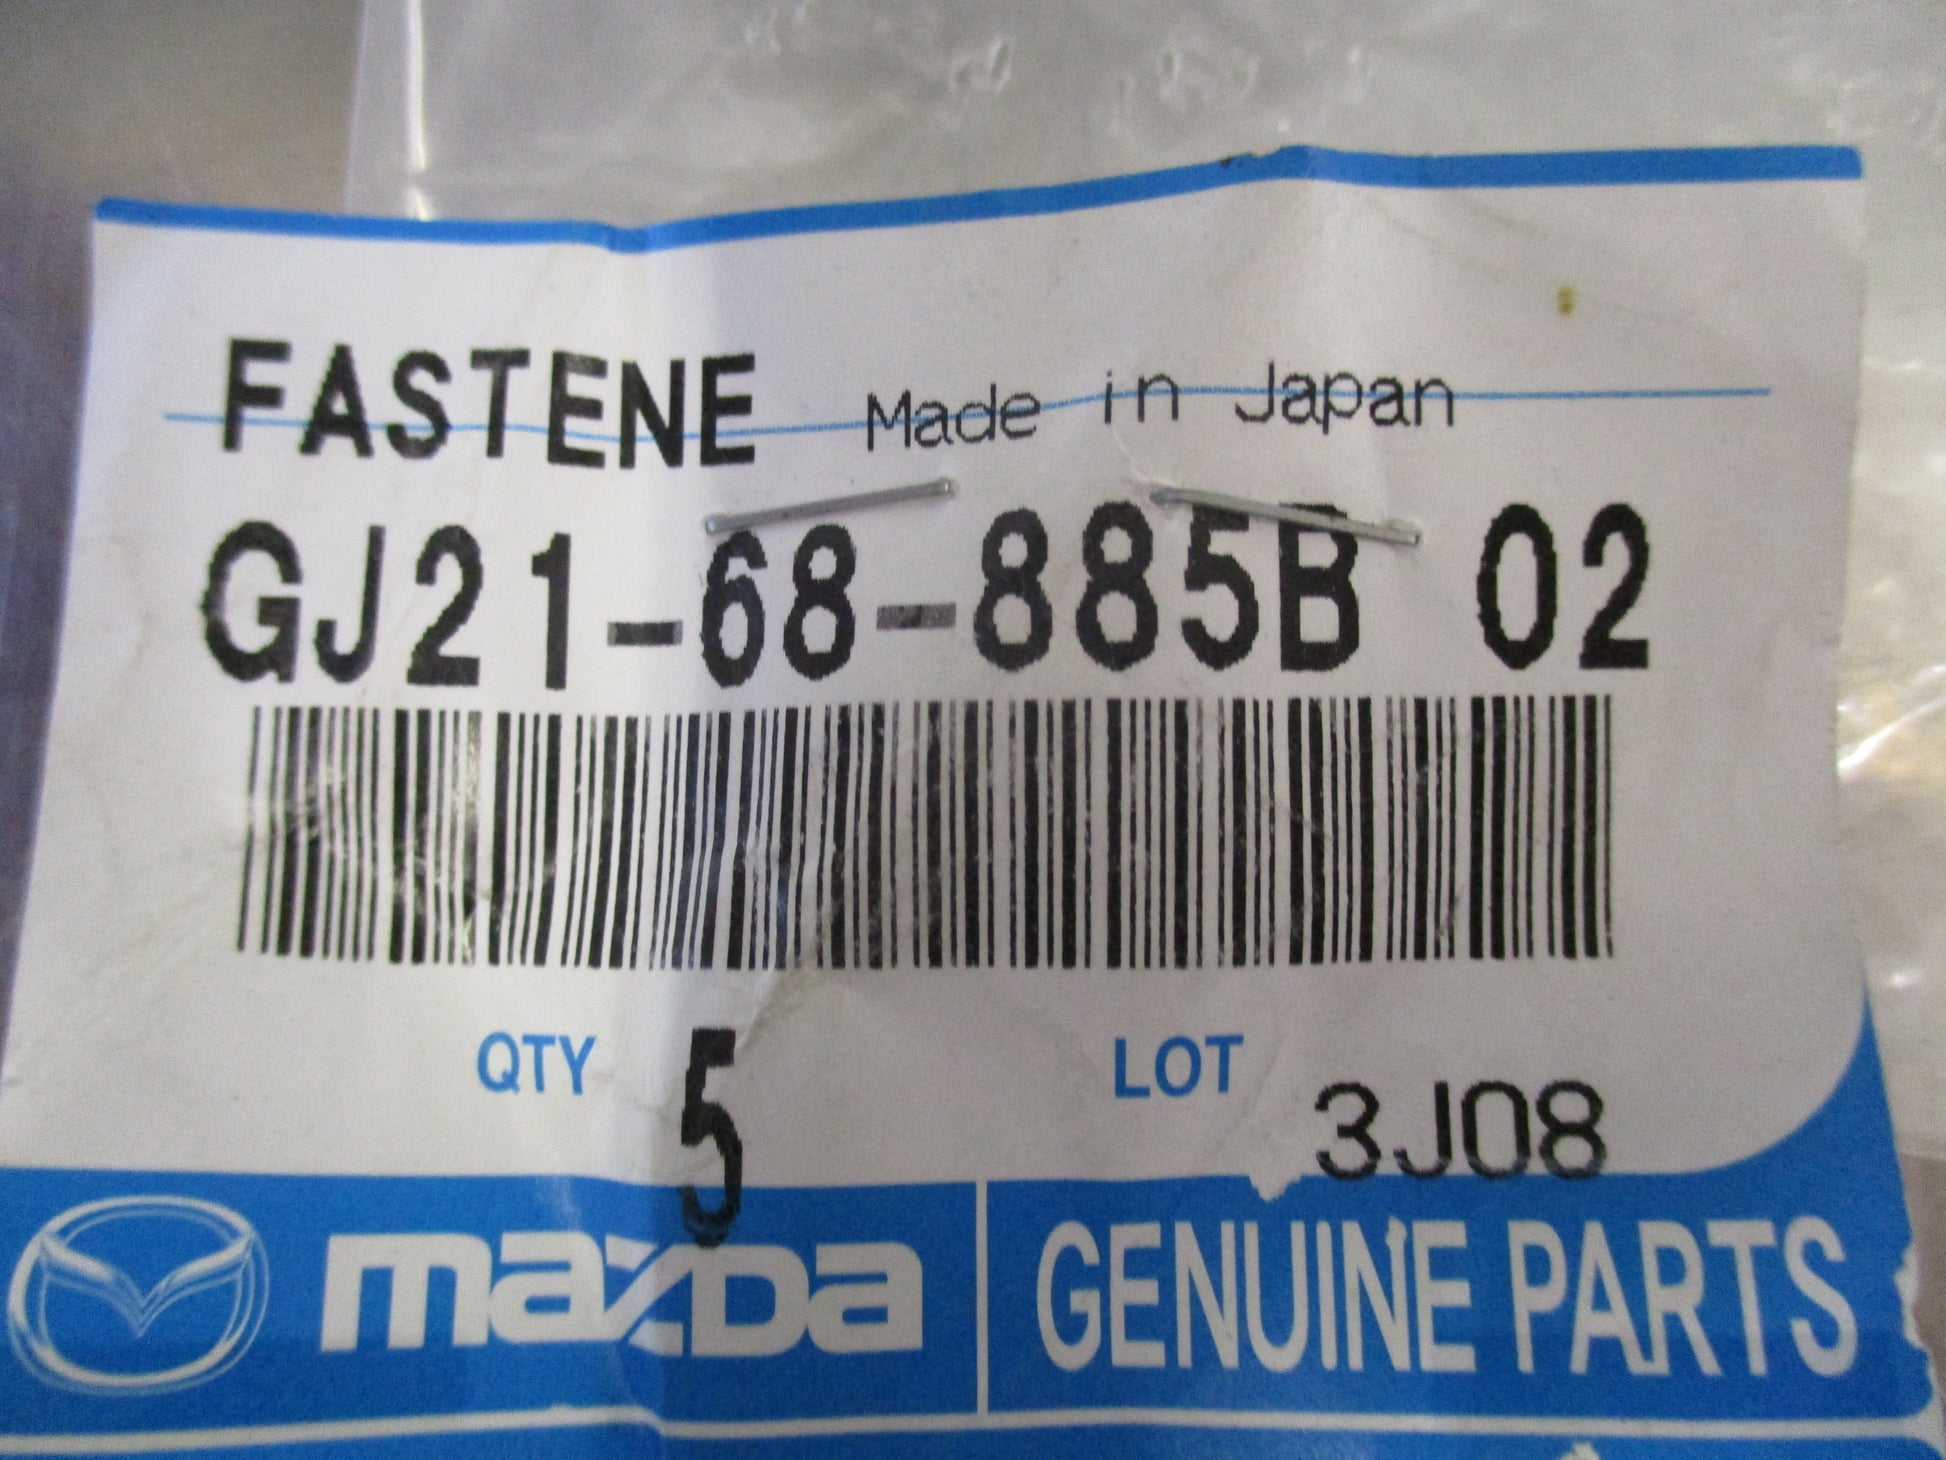 FASTENE Made in Japan
GJ21-68-885B 02
QTY 5 LOT 3J08
mazda GENUINE PARTS